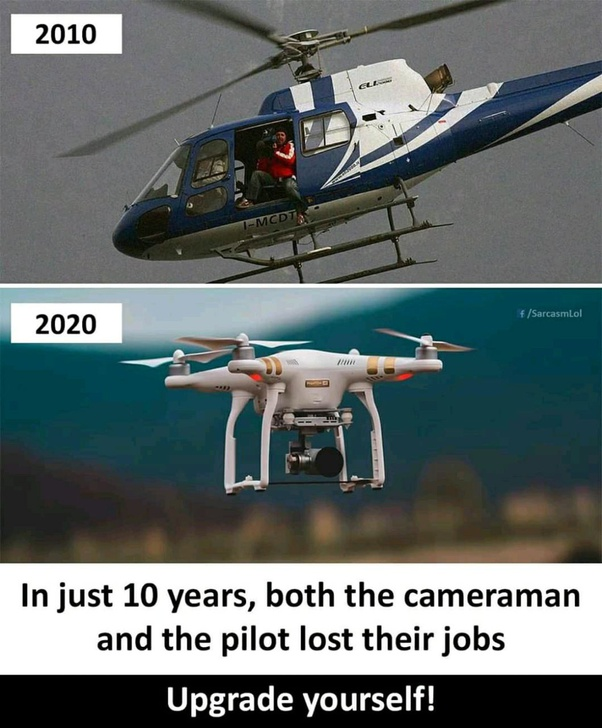 2010
I-MCDT
2020
f /SarcasmLol
In just 10 years, both the cameraman
and the pilot lost their jobs
Upgrade yourself!